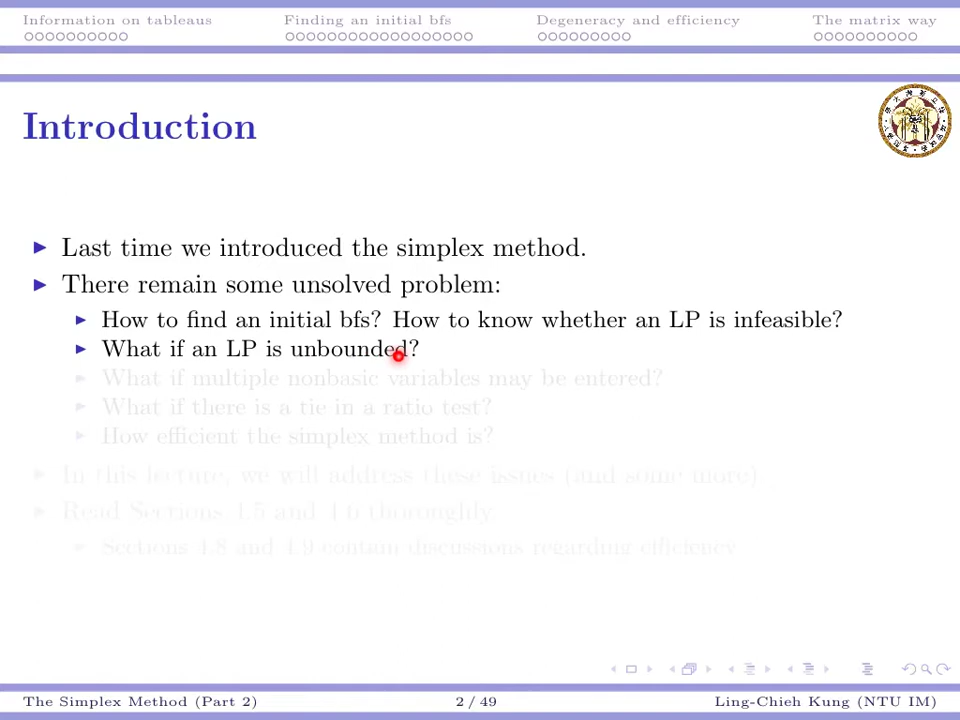 Information on tableaus
Finding an initial bfs
Degeneracy and efficiency
The matrix way
Introduction
Last time we introduced the simplex method.
There remain some unsolved problem:
How to find an initial bfs? How to know whether an LP is infeasible?
What if an LP is unbounded?
What if multiple nonbasic variables may be entered?
What if there is a tie in a ratio test?
How efficient the simplex method is?
In this lecture, we will address these issues (and some more)
Read Sections 4.5 and 4.6 thoroughly
Sections 4.8 and 4.9 contain discussions regarding efficiency
The Simplex Method (Part 2)
2 / 49
Ling-Chieh Kung (NTU IM)